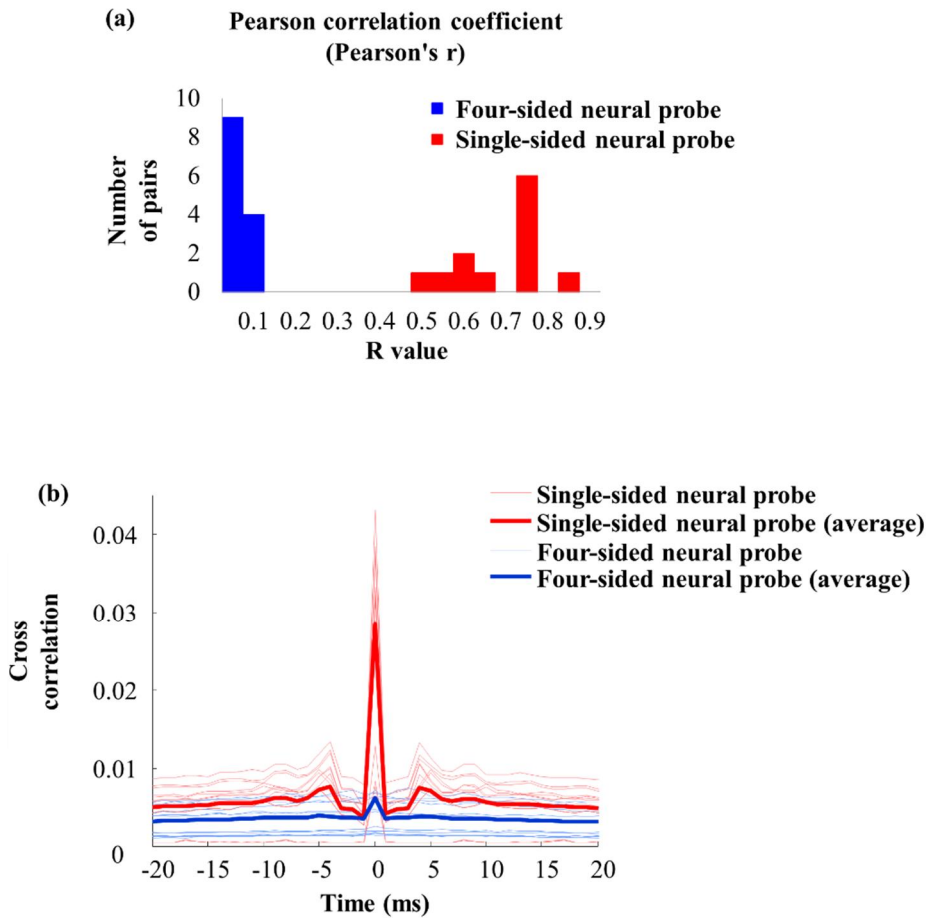 (a)
Pearson correlation coefficient
(Pearson's r)
Number
of pairs
10
8
6
4
2
0
Four-sided neural probe
Single-sided neural probe
0.1 0.2 0.3 0.4 0.5 0.6 0.7 0.8 0.9
R value
(b)
Single-sided neural probe
Single-sided neural probe (average)
Four-sided neural probe
Four-sided neural probe (average)
Cross
correlation
0.04
0.03
0.02
0.01
0
-20 -15 -10 -5 0 5 10 15 20
Time (ms)